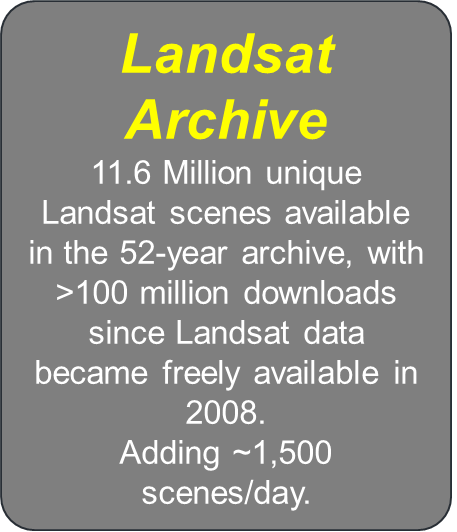 Landsat
Archive
11.6 Million unique
Landsat scenes available
in the 52-year archive, with
>100 million downloads
since Landsat data
became freely available in
2008.
Adding ~1,500
scenes/day.